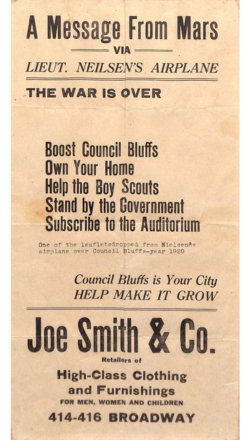 A Message From Mars
VIA
LIEUT. NEILSEN'S AIRPLANE
THE WAR IS OVER
Boost Council Bluffs
Own Your Home
Help the Boy Scouts
Stand by the Government
Subscribe to the Auditorium
One of the leafletsdropped from Nielsen's
airplane over Council Bluffs-year 1920
Council Bluffs is Your City
HELP MAKE IT GROW
Joe Smith & Co.
Retailers of
High-Class Clothing
and Furnishings
FOR MEN, WOMEN AND CHILDREN
414-416 BROADWAY